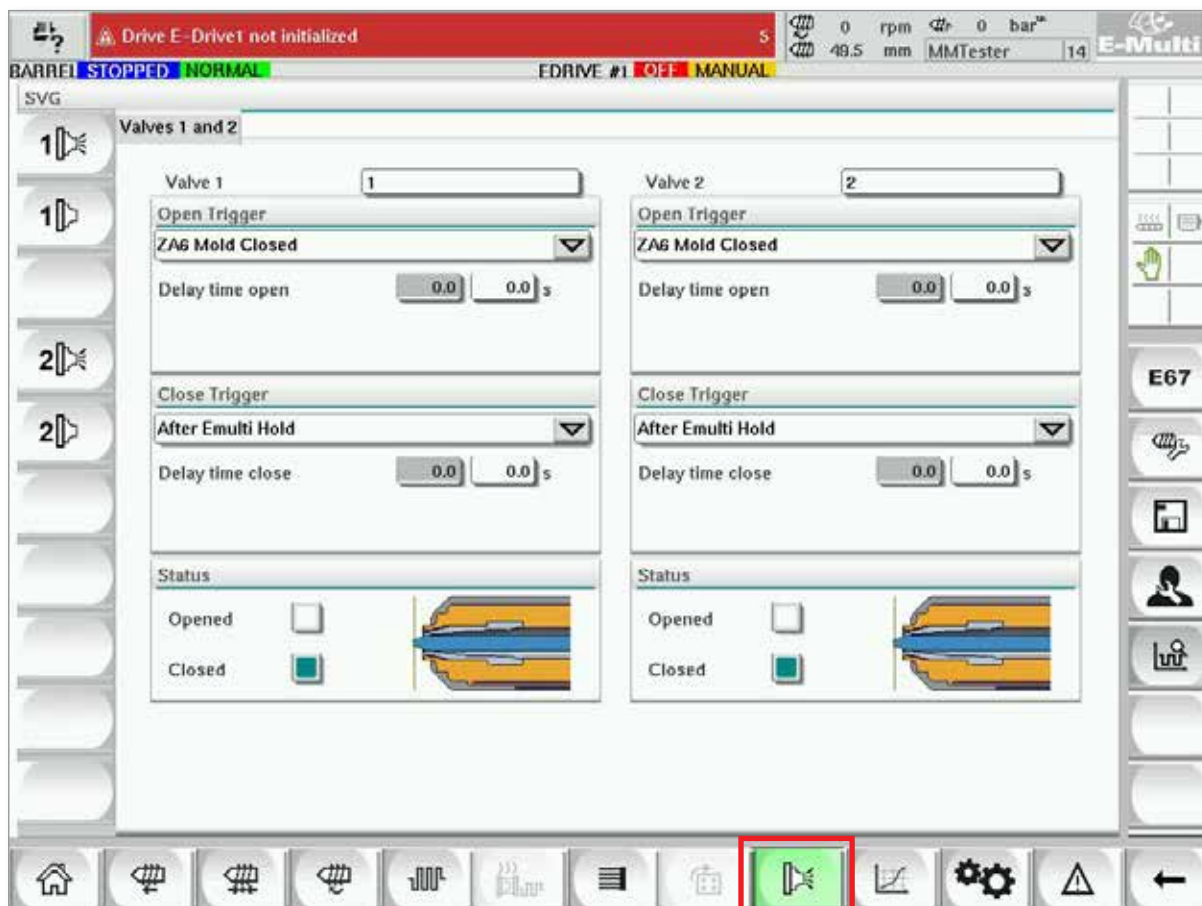 Drive E-Drive1 not initialized 5
0 rpm 0 bar
49.5 mm MMTester 14
E-Multi
BARREL STOPPED NORMAL EDRIVE #1 OFF MANUAL
SVG
Valves 1 and 2
1
1
2
2
Valve 1 1
Open Trigger
ZA6 Mold Closed
Delay time open 0.0 0.0 s
Close Trigger
After Emulti Hold
Delay time close 0.0 0.0 s
Status
Opened
Closed
Valve 2 2
Open Trigger
ZA6 Mold Closed
Delay time open 0.0 0.0 s
Close Trigger
After Emulti Hold
Delay time close 0.0 0.0 s
Status
Opened
Closed
E67